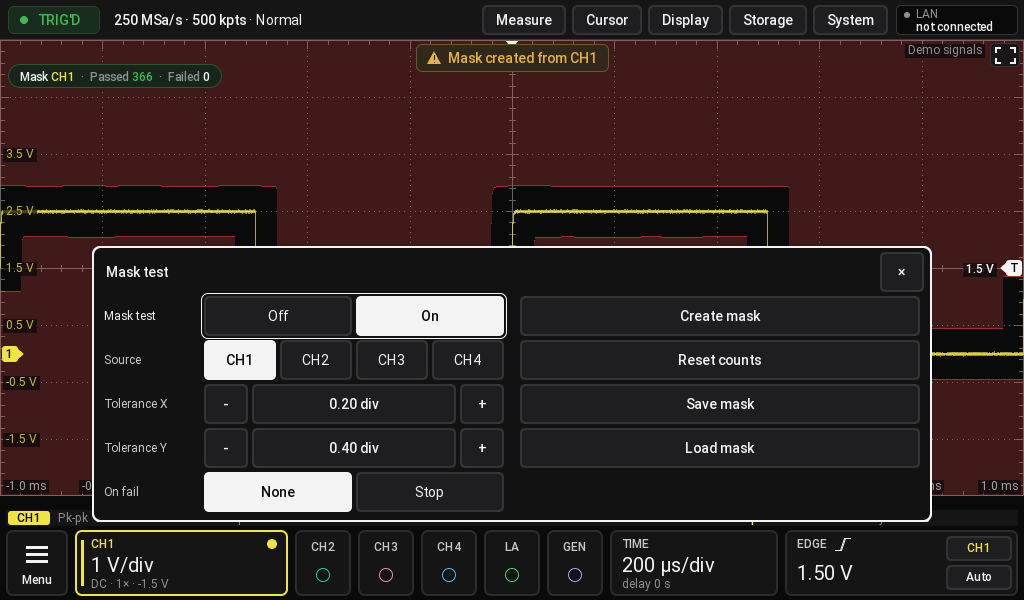 TRIG'D
250 MSa/s · 500 kpts · Normal
Measure
Cursor
Display
Storage
System
LAN
not connected
Mask created from CH1
Demo signals
Mask CH1 · Passed 366 · Failed 0
3.5 V
2.5 V
1.5 V
0.5 V
-0.5 V
-1.5 V
1
1.5 V
T
-1.0 ms
1.0 ms
Mask test
×
Mask test
Off
On
Create mask
Source
CH1
CH2
CH3
CH4
Reset counts
Tolerance X
-
0.20 div
+
Save mask
Tolerance Y
-
0.40 div
+
Load mask
On fail
None
Stop
CH1
Pk-pk
Menu
CH1
1 V/div
DC · 1× · -1.5 V
CH2
CH3
CH4
LA
GEN
TIME
200 µs/div
delay 0 s
EDGE
1.50 V
CH1
Auto